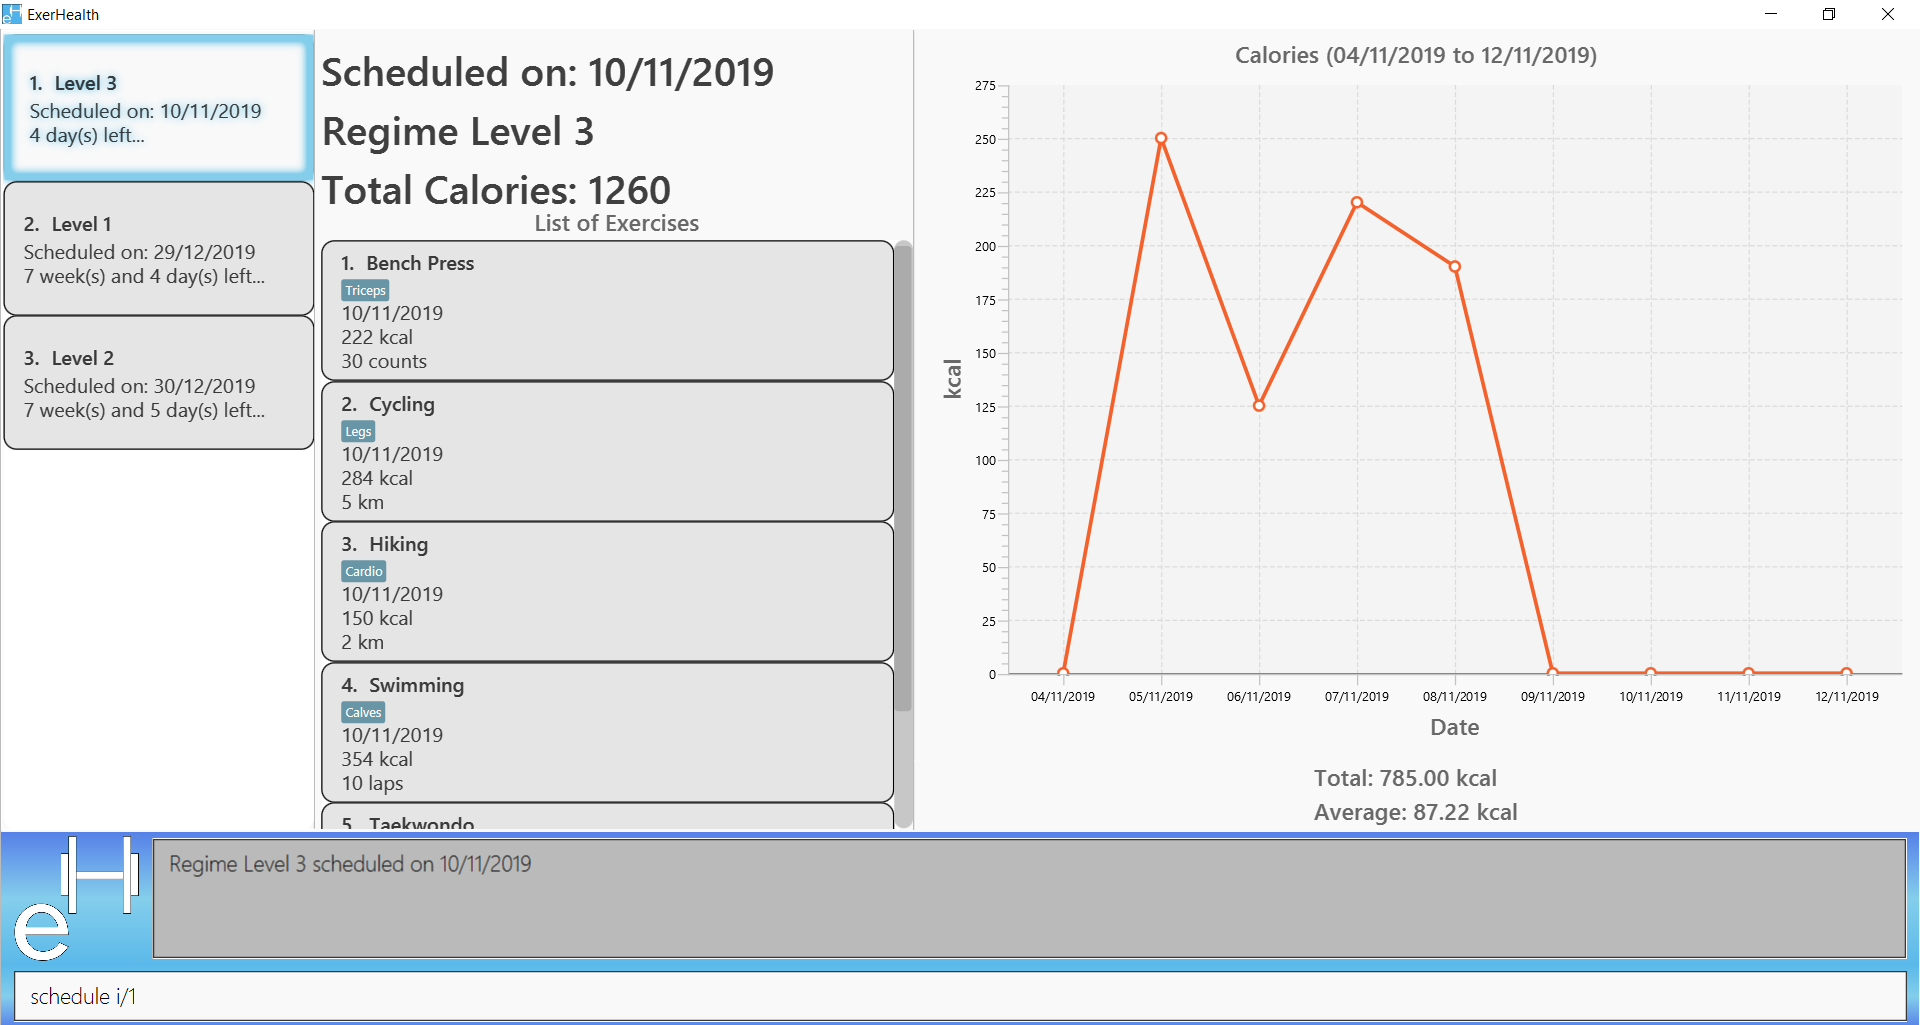 ExerHealth
1. Level 3
Scheduled on: 10/11/2019
4 day(s) left...
2. Level 1
Scheduled on: 29/12/2019
7 week(s) and 4 day(s) left...
3. Level 2
Scheduled on: 30/12/2019
7 week(s) and 5 day(s) left...
Scheduled on: 10/11/2019
Regime Level 3
Total Calories: 1260
List of Exercises
1. Bench Press
Triceps
10/11/2019
222 kcal
30 counts
2. Cycling
Legs
10/11/2019
284 kcal
5 km
3. Hiking
Cardio
10/11/2019
150 kcal
2 km
4. Swimming
Calves
10/11/2019
354 kcal
10 laps
5. Taekwondo
Calories (04/11/2019 to 12/11/2019)
275
250
225
200
175
150
125
100
75
50
25
0
kcal
04/11/2019 05/11/2019 06/11/2019 07/11/2019 08/11/2019 09/11/2019 10/11/2019 11/11/2019 12/11/2019
Date
Total: 785.00 kcal
Average: 87.22 kcal
eH
Regime Level 3 scheduled on 10/11/2019
schedule i/1